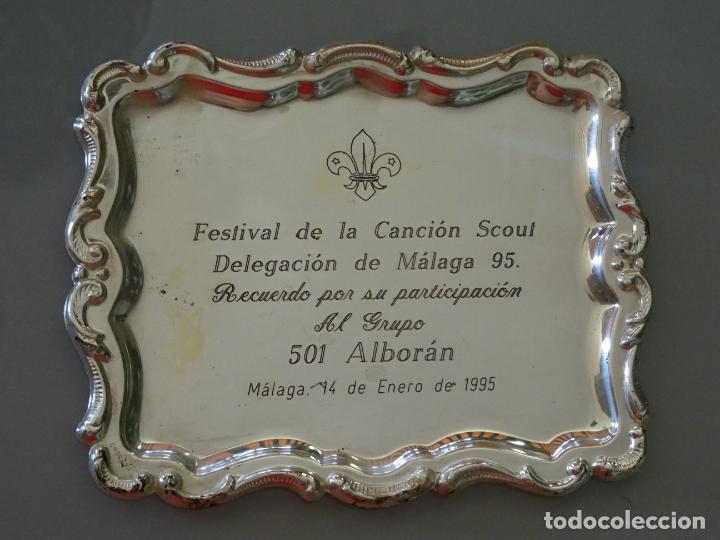 Festival de la Canción Scout
Delegación de Málaga 95.
Recuerdo por su participación
Al Grupo
501 Alborán
Málaga. 14 de Enero de 1995
todocoleccion.net